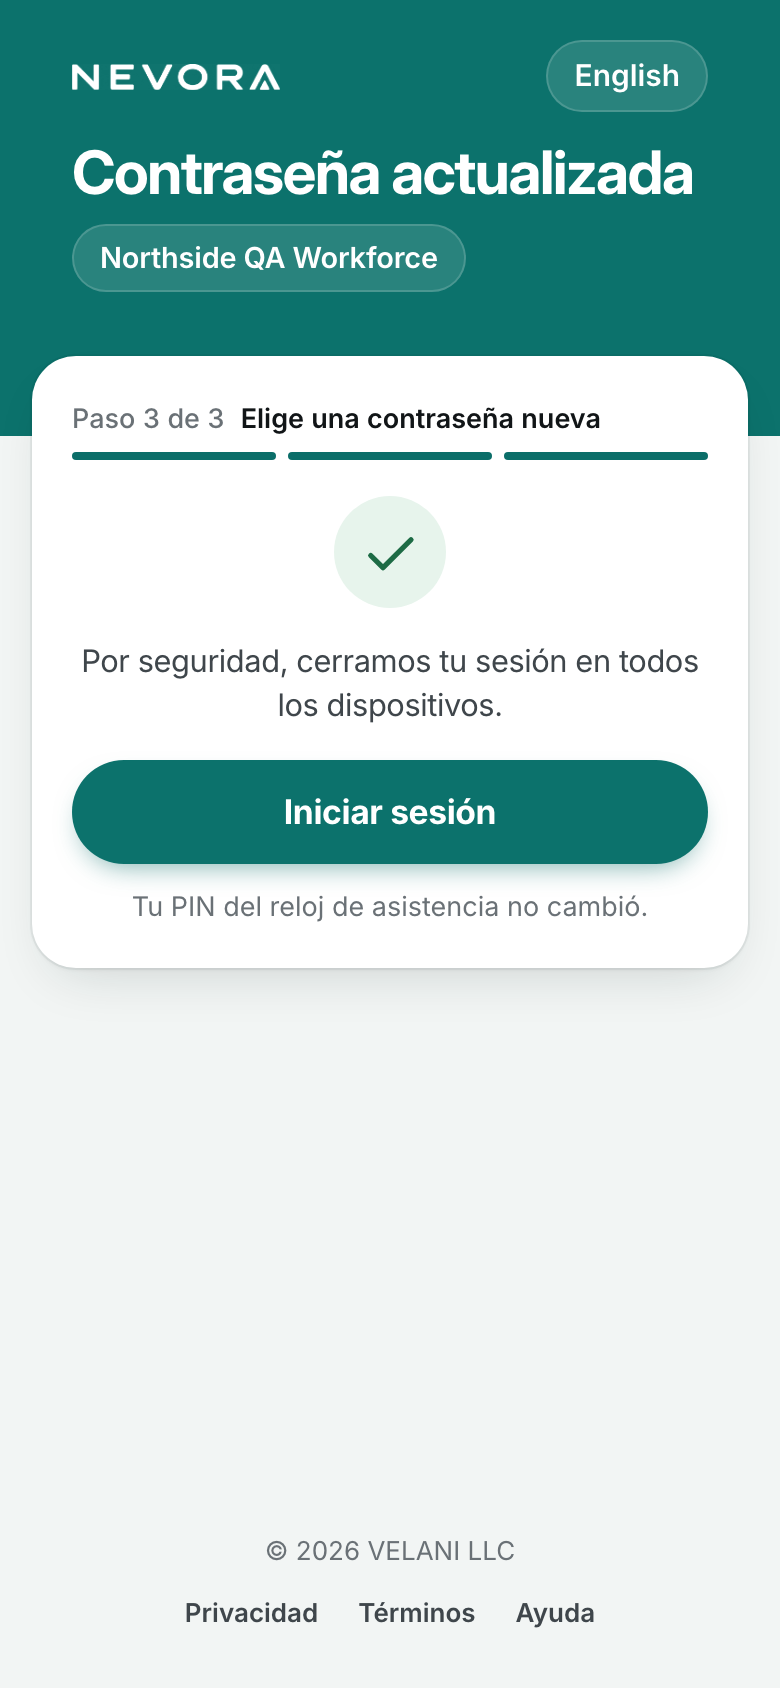 NEVORA
English
Contraseña actualizada
Northside QA Workforce
Paso 3 de 3 Elige una contraseña nueva
Por seguridad, cerramos tu sesión en todos
los dispositivos.
Iniciar sesión
Tu PIN del reloj de asistencia no cambió.
© 2026 VELANI LLC
Privacidad Términos Ayuda